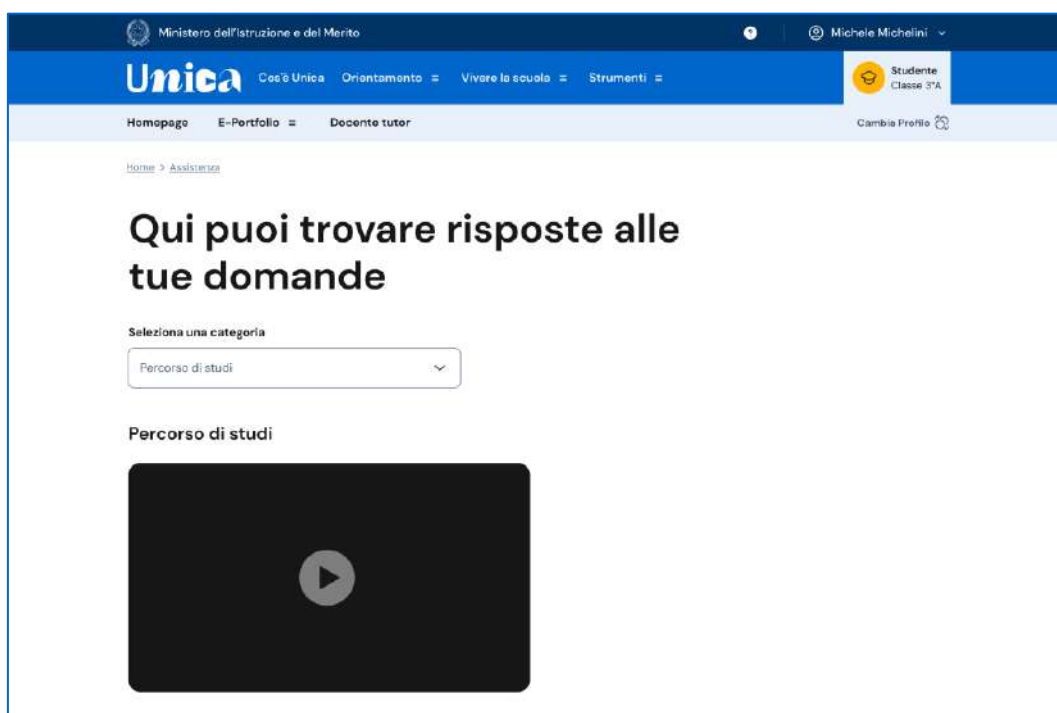 Ministero dell'Istruzione e del Merito
Michele Michelini
Unica
Cos'è Unica Orientamento Vivere la scuola Strumenti
Studente
Classe 3°A
Homepage E-Portfolio Docente tutor
Cambia Profilo
Home > Assistenza
Qui puoi trovare risposte alle
tue domande
Seleziona una categoria
Percorso di studi
Percorso di studi